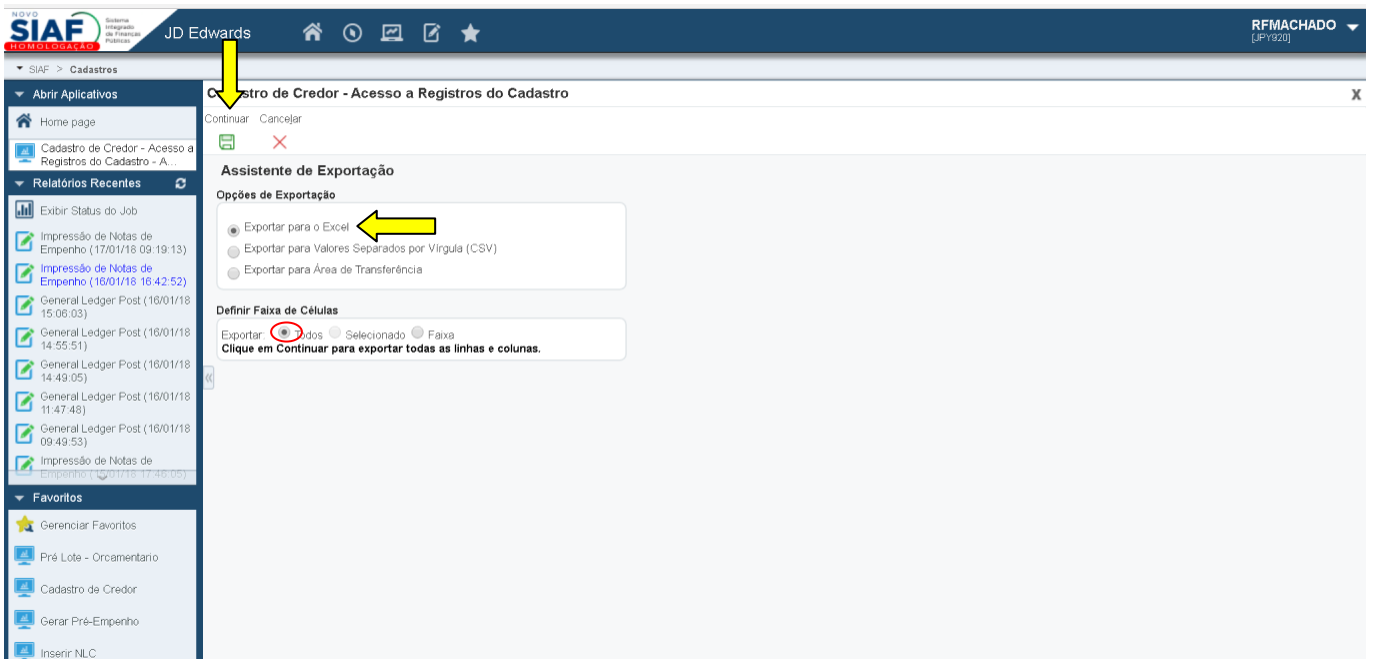 NOVO
SIAF
Sistema
Integrado
de Finanças
Públicas
HOMOLOGAÇÃO
JD Edwards
RFMACHADO
[JPY920]
SIAF > Cadastros
Abrir Aplicativos
Home page
Cadastro de Credor - Acesso a
Registros do Cadastro - A...
Relatórios Recentes
Exibir Status do Job
Impressão de Notas de
Empenho (17/01/18 09:19:13)
Impressão de Notas de
Empenho (16/01/18 16:42:52)
General Ledger Post (16/01/18
15:06:03)
General Ledger Post (16/01/18
14:55:51)
General Ledger Post (16/01/18
14:49:05)
General Ledger Post (16/01/18
11:47:48)
General Ledger Post (16/01/18
09:49:53)
Impressão de Notas de
Empenho (15/01/18 17:46:05)
Favoritos
Gerenciar Favoritos
Pré Lote - Orcamentario
Cadastro de Credor
Gerar Pré-Empenho
Inserir NLC
Cadastro de Credor - Acesso a Registros do Cadastro
X
Continuar Cancelar
Assistente de Exportação
Opções de Exportação
Exportar para o Excel
Exportar para Valores Separados por Vírgula (CSV)
Exportar para Área de Transferência
Definir Faixa de Células
Exportar: Todos Selecionado Faixa
Clique em Continuar para exportar todas as linhas e colunas.